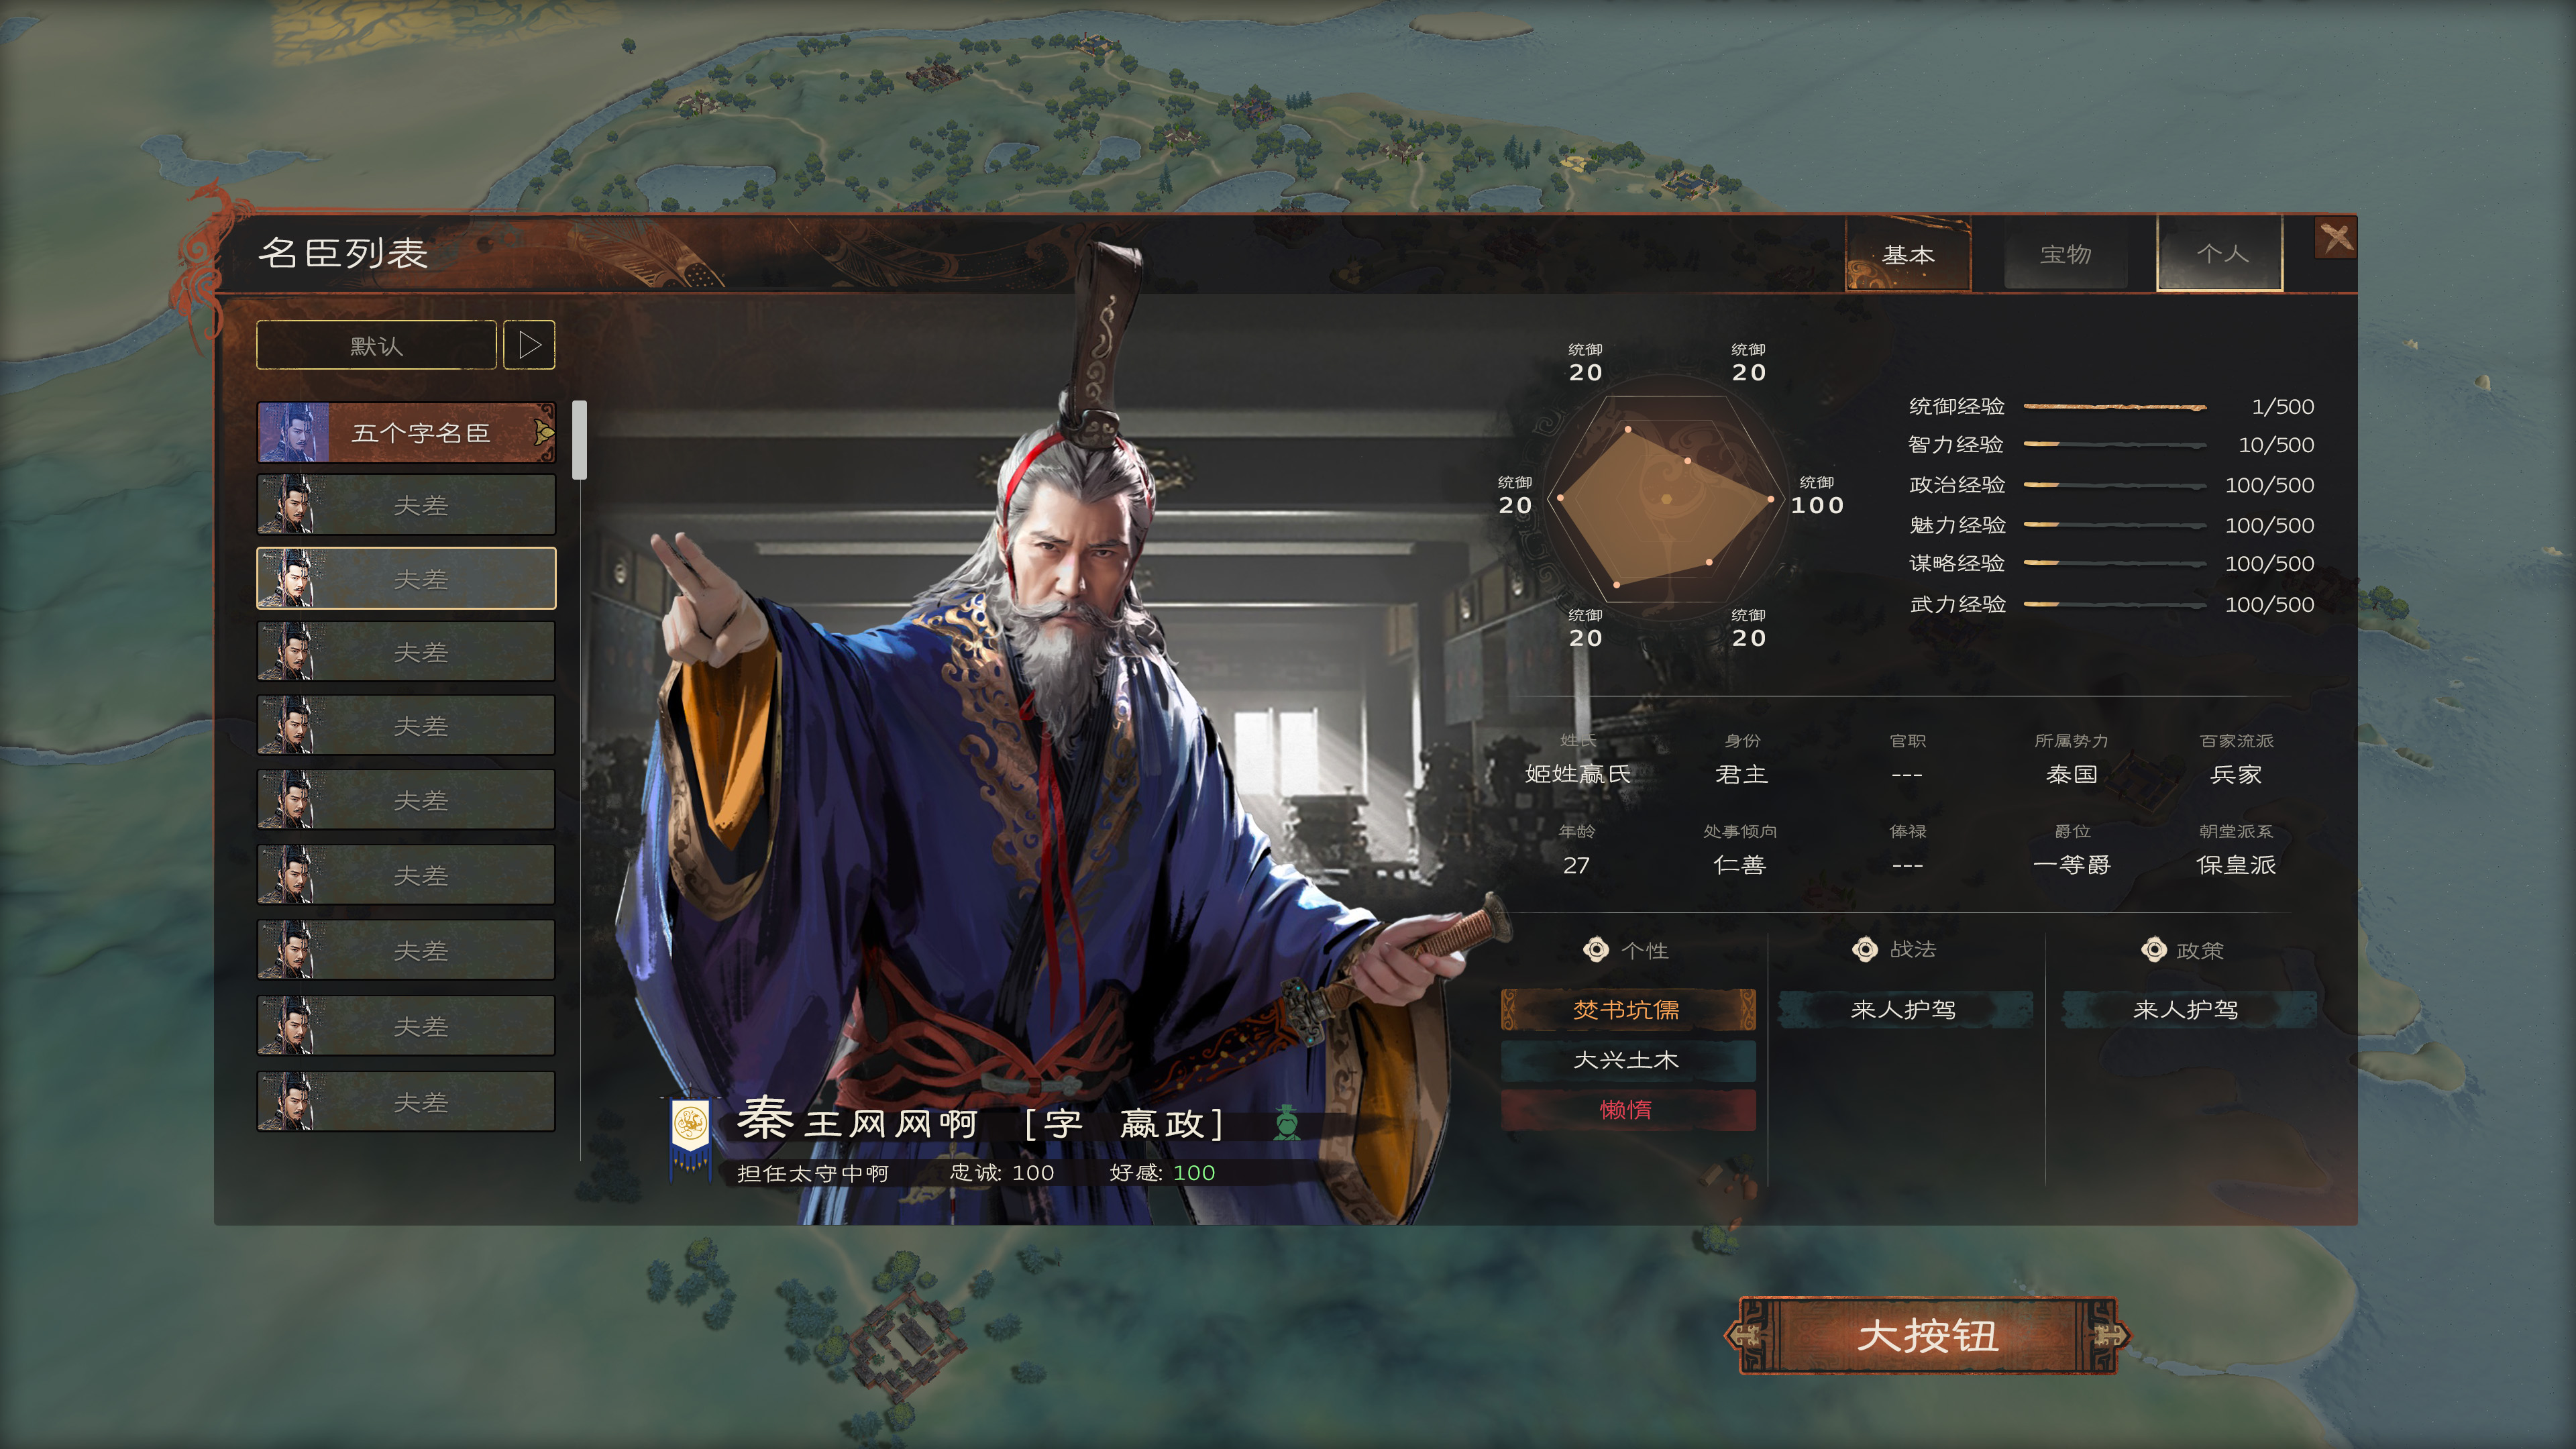 名臣列表
基本
宝物
个人
默认
五个字名臣
夫差
夫差
夫差
夫差
夫差
夫差
夫差
夫差
夫差
统御
20
统御
20
统御
20
统御
100
统御
20
统御
20
统御经验 1/500
智力经验 10/500
政治经验 100/500
魅力经验 100/500
谋略经验 100/500
武力经验 100/500
姓氏 身份 官职 所属势力 百家流派
姬姓嬴氏 君主 --- 秦国 兵家
年龄 处事倾向 俸禄 爵位 朝堂派系
27 仁善 --- 一等爵 保皇派
个性 战法 政策
焚书坑儒 来人护驾 来人护驾
大兴土木
懒惰
秦王网网啊 [字 嬴政]
担任太守中啊 忠诚: 100 好感: 100
大按钮